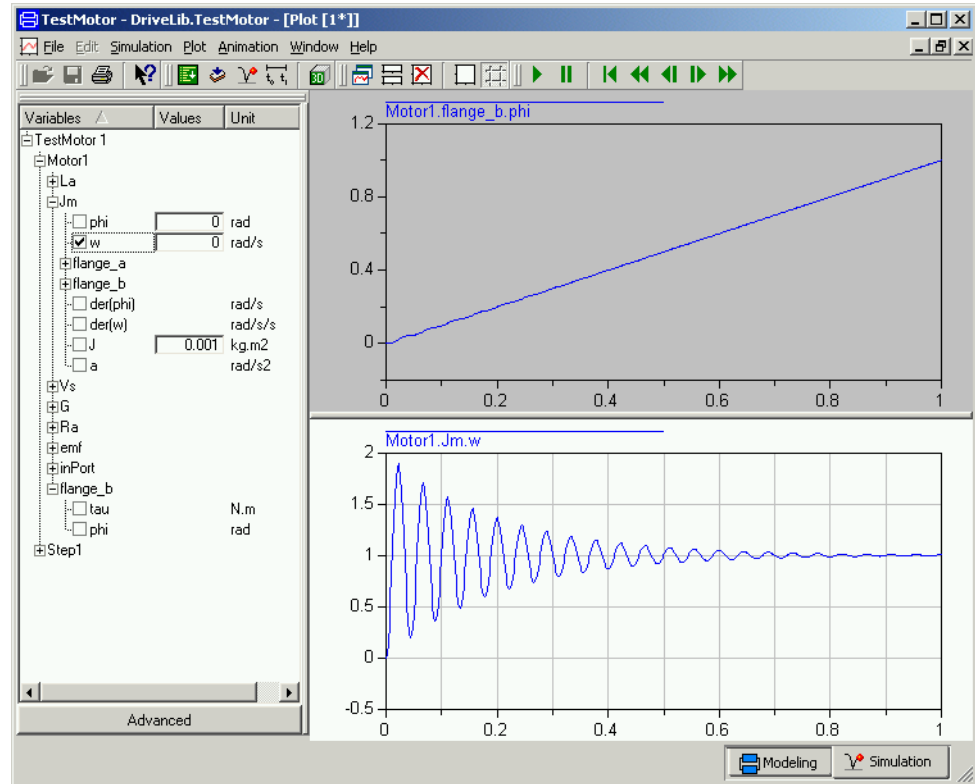 TestMotor - DriveLib.TestMotor - [Plot [1*]]
File Edit Simulation Plot Animation Window Help
Variables Values Unit
TestMotor 1
Motor1
La
Jm
phi 0 rad
w 0 rad/s
flange_a
flange_b
der(phi) rad/s
der(w) rad/s/s
J 0.001 kg.m2
a rad/s2
Vs
G
Ra
emf
inPort
flange_b
tau N.m
phi rad
Step1
Advanced
Motor1.flange_b.phi
1.2
0.8
0.4
0
0 0.2 0.4 0.6 0.8 1
Motor1.Jm.w
2
1.5
1
0.5
0
-0.5
0 0.2 0.4 0.6 0.8 1
Modeling Simulation